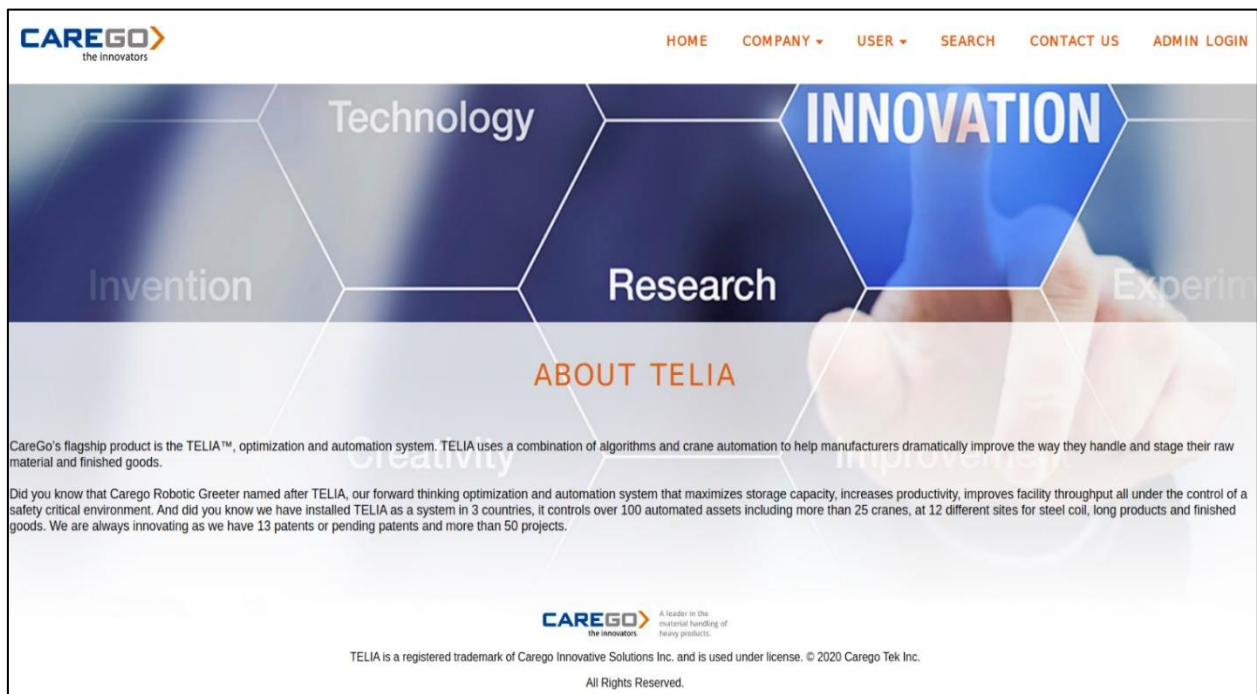 CAREGO
the innovators
HOME COMPANY USER SEARCH CONTACT US ADMIN LOGIN
Technology INNOVATION
Invention Research Experim
ABOUT TELIA
CareGo's flagship product is the TELIA™, optimization and automation system. TELIA uses a combination of algorithms and crane automation to help manufacturers dramatically improve the way they handle and stage their raw
material and finished goods.
Creativity Improvement
Did you know that Carego Robotic Greeter named after TELIA, our forward thinking optimization and automation system that maximizes storage capacity, increases productivity, improves facility throughput all under the control of a
safety critical environment. And did you know we have installed TELIA as a system in 3 countries, it controls over 100 automated assets including more than 25 cranes, at 12 different sites for steel coil, long products and finished
goods. We are always innovating as we have 13 patents or pending patents and more than 50 projects.
CAREGO
the innovators
A leader in the
material handling of
heavy products.
TELIA is a registered trademark of Carego Innovative Solutions Inc. and is used under license. © 2020 Carego Tek Inc.
All Rights Reserved.